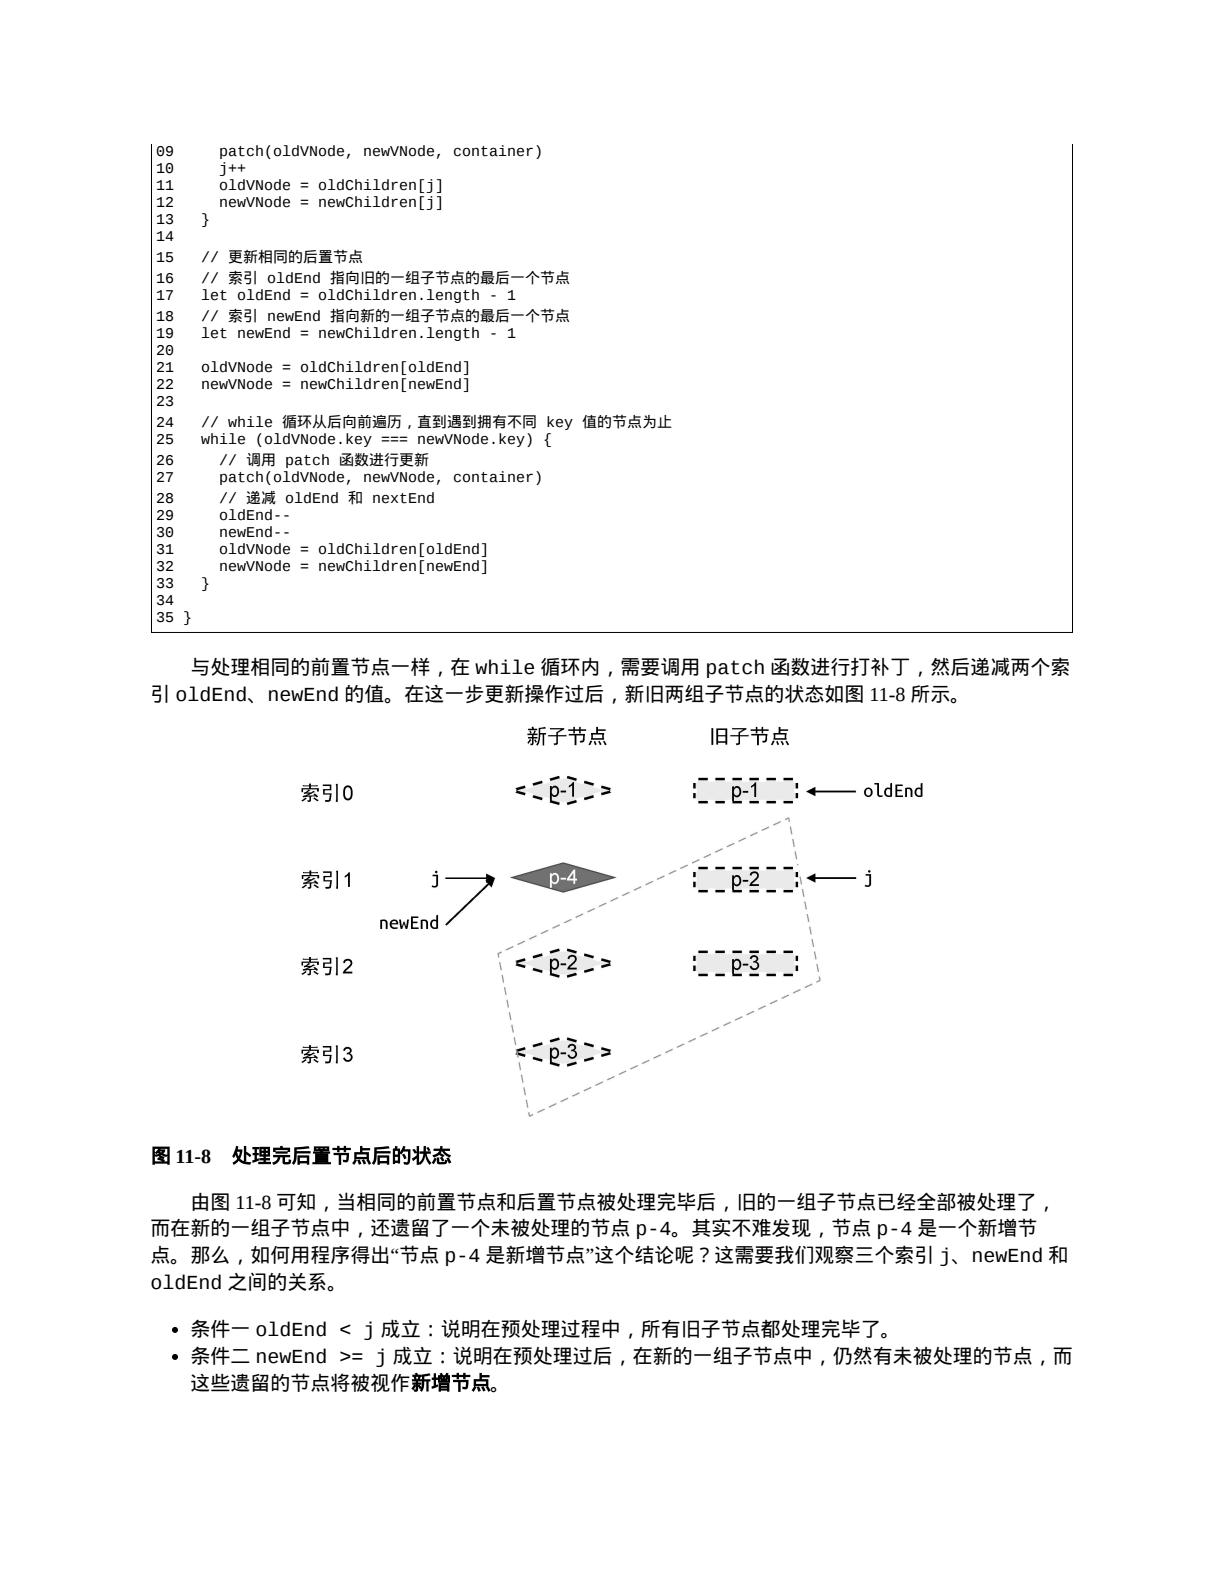 09     patch(oldVNode, newVNode, container)
10     j++
11     oldVNode = oldChildren[j]
12     newVNode = newChildren[j]
13   }
14
15   // 更新相同的后置节点
16   // 索引 oldEnd 指向旧的一组子节点的最后一个节点
17   let oldEnd = oldChildren.length - 1
18   // 索引 newEnd 指向新的一组子节点的最后一个节点
19   let newEnd = newChildren.length - 1
20
21   oldVNode = oldChildren[oldEnd]
22   newVNode = newChildren[newEnd]
23
24   // while 循环从后向前遍历，直到遇到拥有不同 key 值的节点为止
25   while (oldVNode.key === newVNode.key) {
26     // 调用 patch 函数进行更新
27     patch(oldVNode, newVNode, container)
28     // 递减 oldEnd 和 nextEnd
29     oldEnd--
30     newEnd--
31     oldVNode = oldChildren[oldEnd]
32     newVNode = newChildren[newEnd]
33   }
34
35 }
与处理相同的前置节点一样，在 while 循环内，需要调用 patch 函数进行打补丁，然后递减两个索
引 oldEnd、newEnd 的值。在这一步更新操作过后，新旧两组子节点的状态如图 11-8 所示。
新子节点 旧子节点
索引0 p-1 p-1 oldEnd
索引1 j p-4 p-2 j
newEnd
索引2 p-2 p-3
索引3 p-3
图 11-8　处理完后置节点后的状态
由图 11-8 可知，当相同的前置节点和后置节点被处理完毕后，旧的一组子节点已经全部被处理了，
而在新的一组子节点中，还遗留了一个未被处理的节点 p-4。其实不难发现，节点 p-4 是一个新增节
点。那么，如何用程序得出“节点 p-4 是新增节点”这个结论呢？这需要我们观察三个索引 j、newEnd 和
oldEnd 之间的关系。
• 条件一 oldEnd < j 成立：说明在预处理过程中，所有旧子节点都处理完毕了。
• 条件二 newEnd >= j 成立：说明在预处理过后，在新的一组子节点中，仍然有未被处理的节点，而
这些遗留的节点将被视作新增节点。